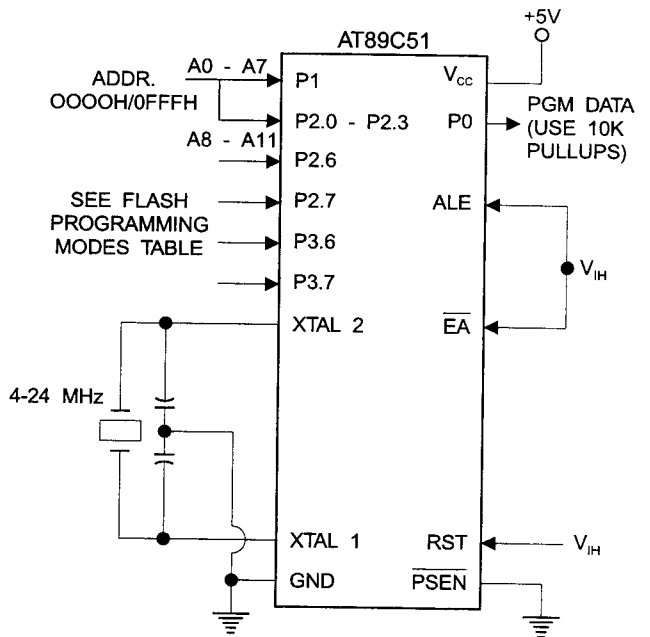 +5V
AT89C51
A0 - A7
ADDR.
OOOOH/0FFFH
P1
VCC
P2.0 - P2.3
P0
PGM DATA
(USE 10K
PULLUPS)
A8 - A11
P2.6
SEE FLASH
PROGRAMMING
MODES TABLE
P2.7
ALE
P3.6
P3.7
VIH
XTAL 2
EA
4-24 MHz
XTAL 1
RST
VIH
GND
PSEN